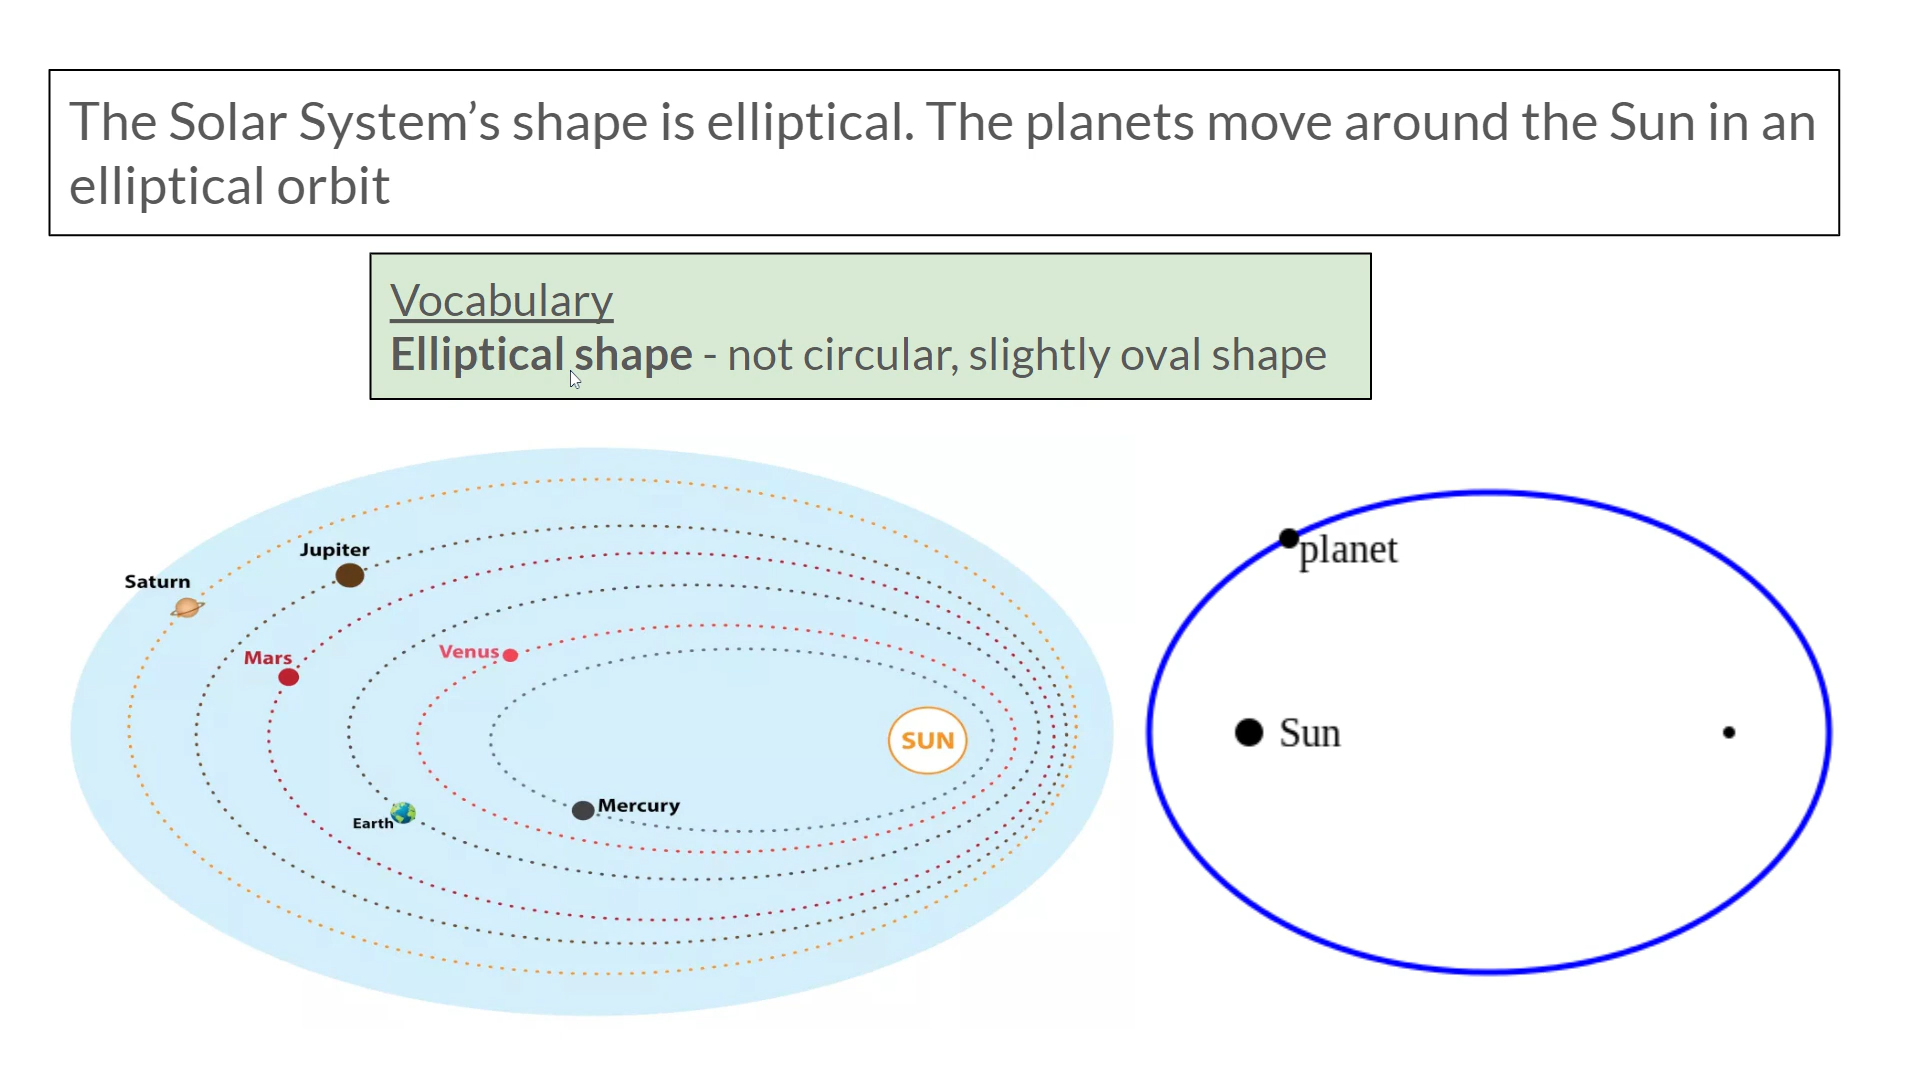 The Solar System’s shape is elliptical. The planets move around the Sun in an
elliptical orbit
Vocabulary
Elliptical shape - not circular, slightly oval shape
Jupiter
Saturn
Mars
Venus
SUN
Mercury
Earth
planet
Sun